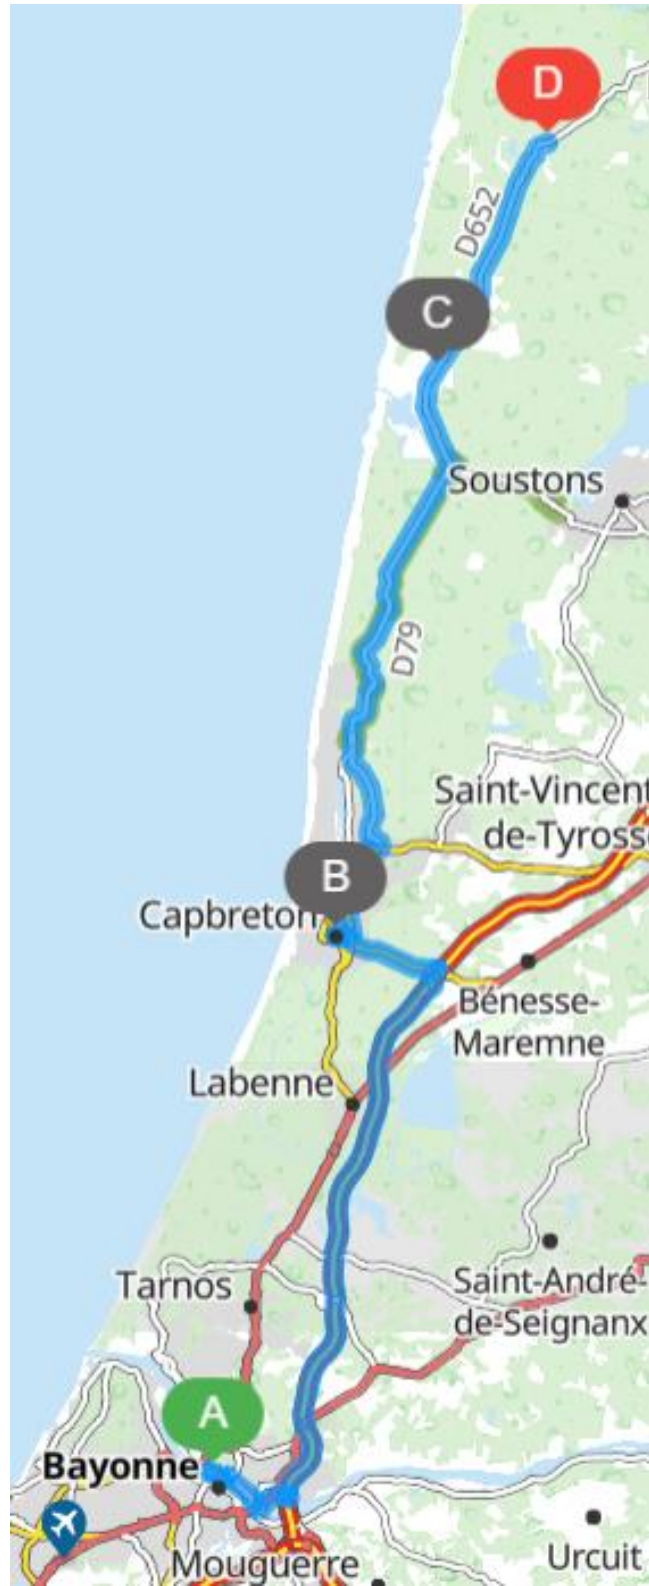 D
D652
C
Soustons
D79
Saint-Vincent
de-Tyross
B
Capbreton
Bénesse-
Maremne
Labenne
Saint-André-
de-Seignanx
Tarnos
A
Bayonne
Mouguerre
Urcuit